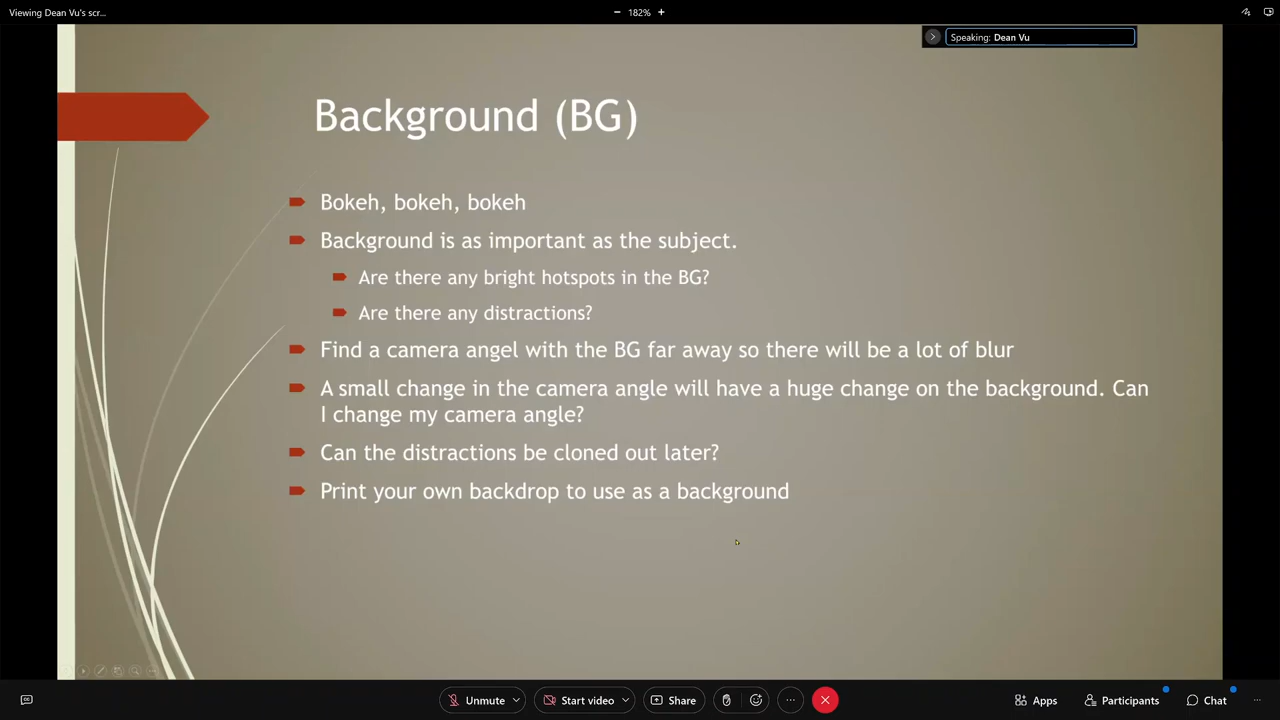 Viewing Dean Vu's scr...
182%
Speaking: Dean Vu
Background (BG)
Bokeh, bokeh, bokeh
Background is as important as the subject.
Are there any bright hotspots in the BG?
Are there any distractions?
Find a camera angel with the BG far away so there will be a lot of blur
A small change in the camera angle will have a huge change on the background. Can
I change my camera angle?
Can the distractions be cloned out later?
Print your own backdrop to use as a background
Unmute
Start video
Share
Apps
Participants
Chat